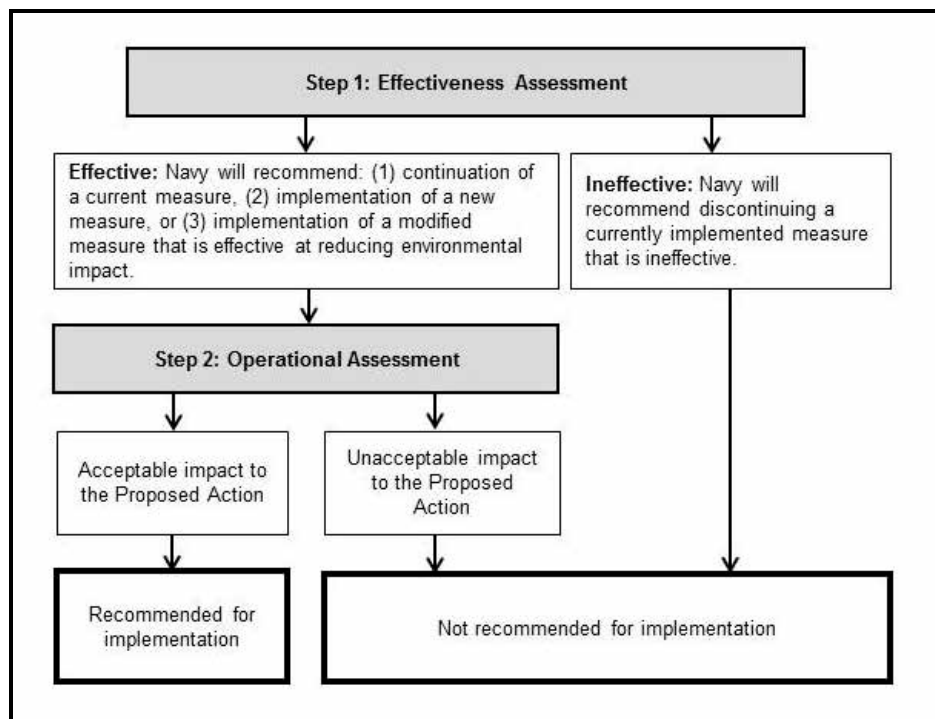 Step 1: Effectiveness Assessment
Effective: Navy will recommend: (1) continuation of
a current measure, (2) implementation of a new
measure, or (3) implementation of a modified
measure that is effective at reducing environmental
impact.
Ineffective: Navy will
recommend discontinuing a
currently implemented measure
that is ineffective.
Step 2: Operational Assessment
Acceptable impact to
the Proposed Action
Unacceptable impact
to the Proposed
Action
Recommended for
implementation
Not recommended for implementation